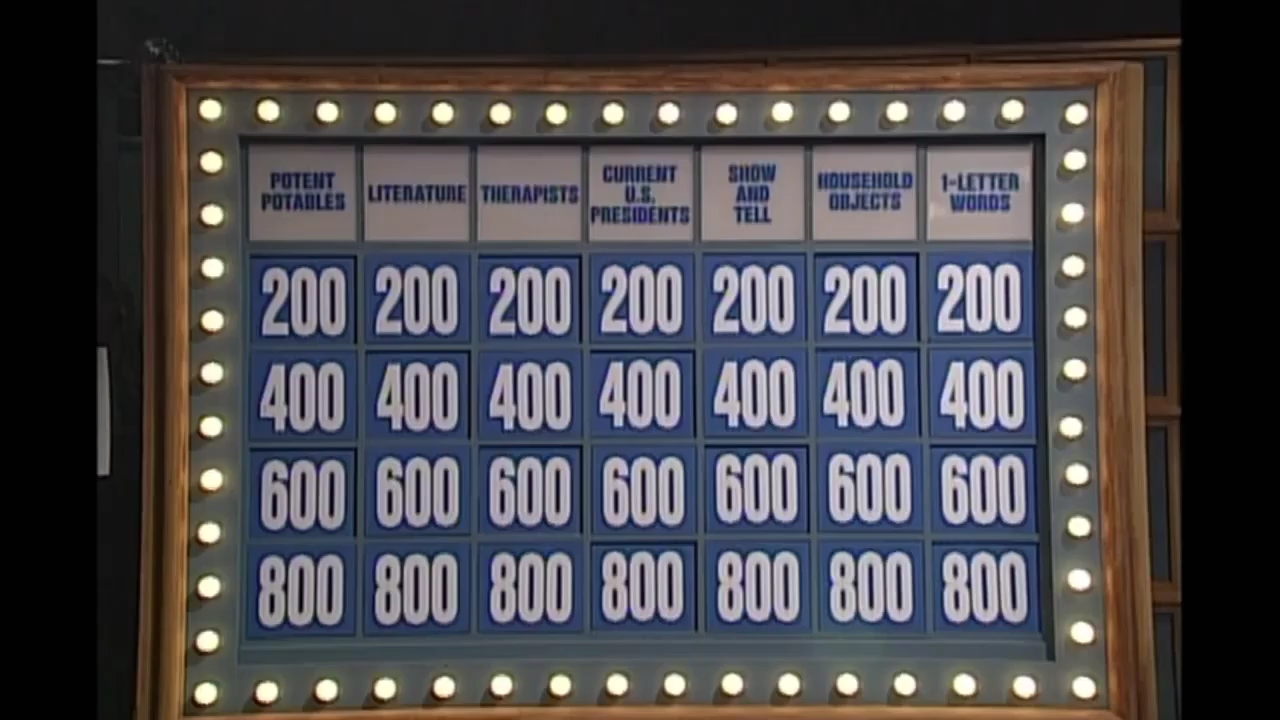 POTENT
POTABLES
LITERATURE
THERAPISTS
CURRENT
U.S.
PRESIDENTS
SHOW
AND
TELL
HOUSEHOLD
OBJECTS
1-LETTER
WORDS
200 200 200 200 200 200 200
400 400 400 400 400 400 400
600 600 600 600 600 600 600
800 800 800 800 800 800 800